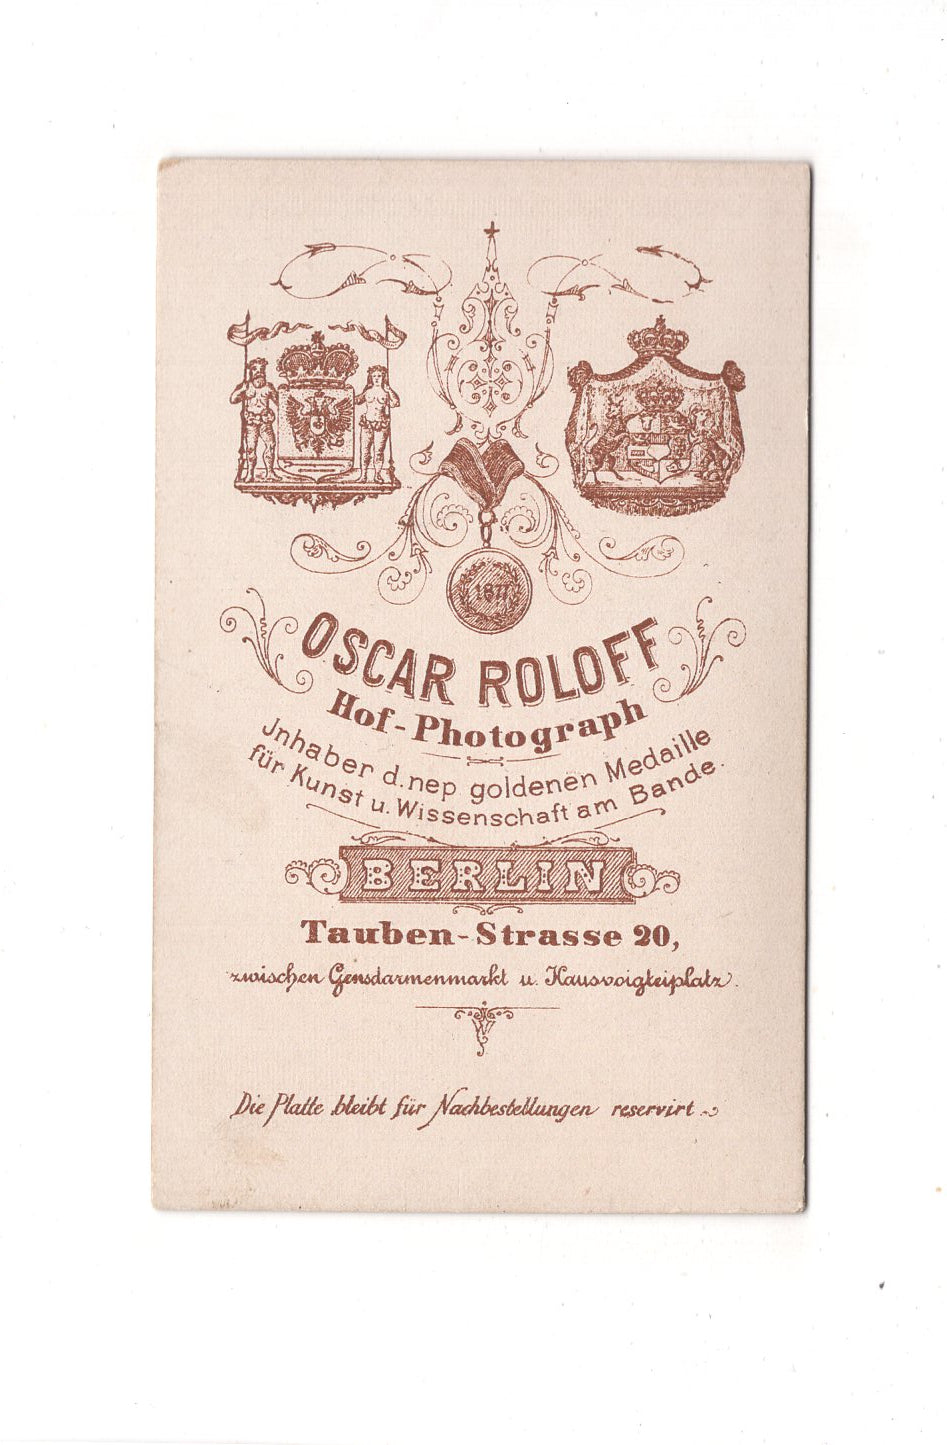 1877
OSCAR ROLOFF
Hof-Photograph
Jnhaber d. nep goldenen Medaille
für Kunst u. Wissenschaft am Bande.
BERLIN
Tauben-Strasse 20,
zwischen Gensdarmenmarkt u. Hausvoigteiplatz.
Die Platte bleibt für Nachbestellungen reservirt.